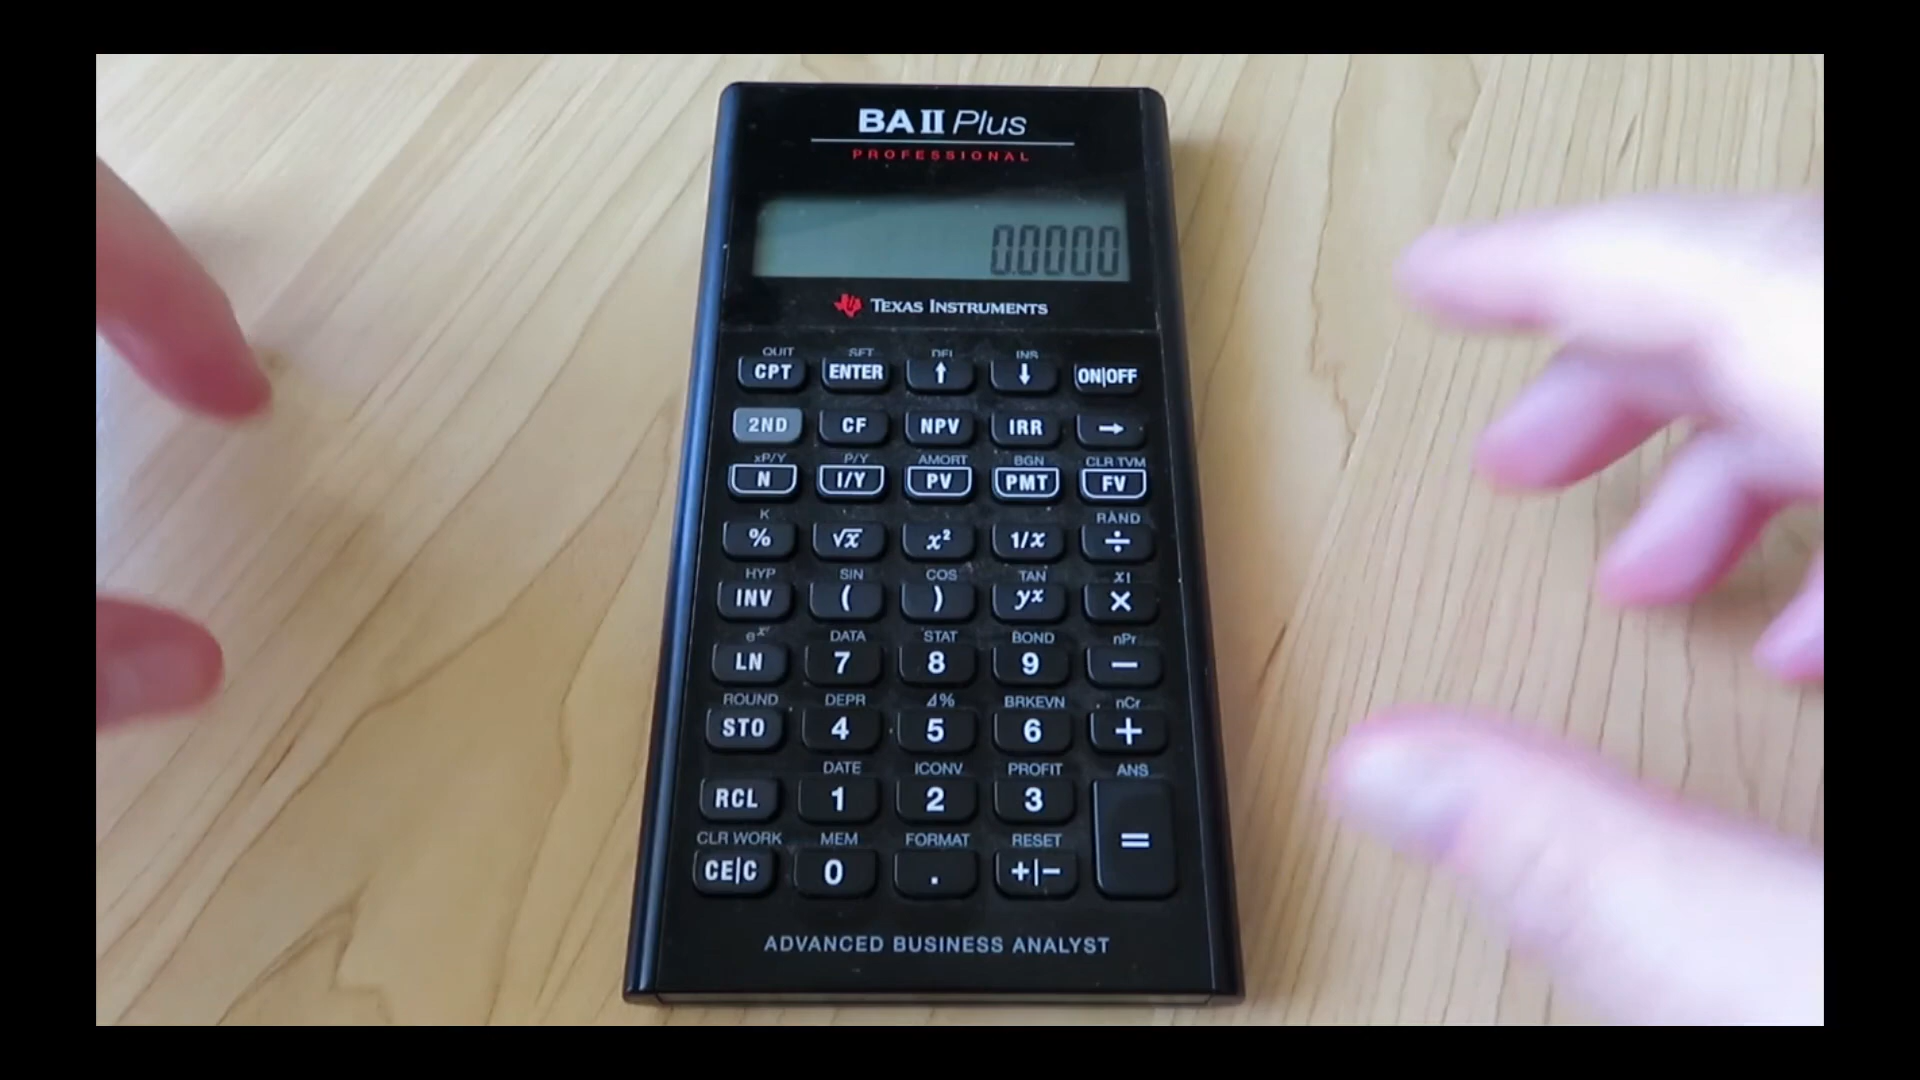 BA II Plus
PROFESSIONAL
0.0000
TEXAS INSTRUMENTS
QUIT SET DEL INS
CPT ENTER ↑ ↓ ON|OFF
2ND CF NPV IRR →
xP/Y P/Y AMORT BGN CLR TVM
N I/Y PV PMT FV
K RAND
% √x x² 1/x ÷
HYP SIN COS TAN x!
INV ( ) yˣ ×
eˣ DATA STAT BOND nPr
LN 7 8 9 −
ROUND DEPR Δ% BRKEVN nCr
STO 4 5 6 +
DATE ICONV PROFIT ANS
RCL 1 2 3
CLR WORK MEM FORMAT RESET
CE|C 0 . +|− =
ADVANCED BUSINESS ANALYST